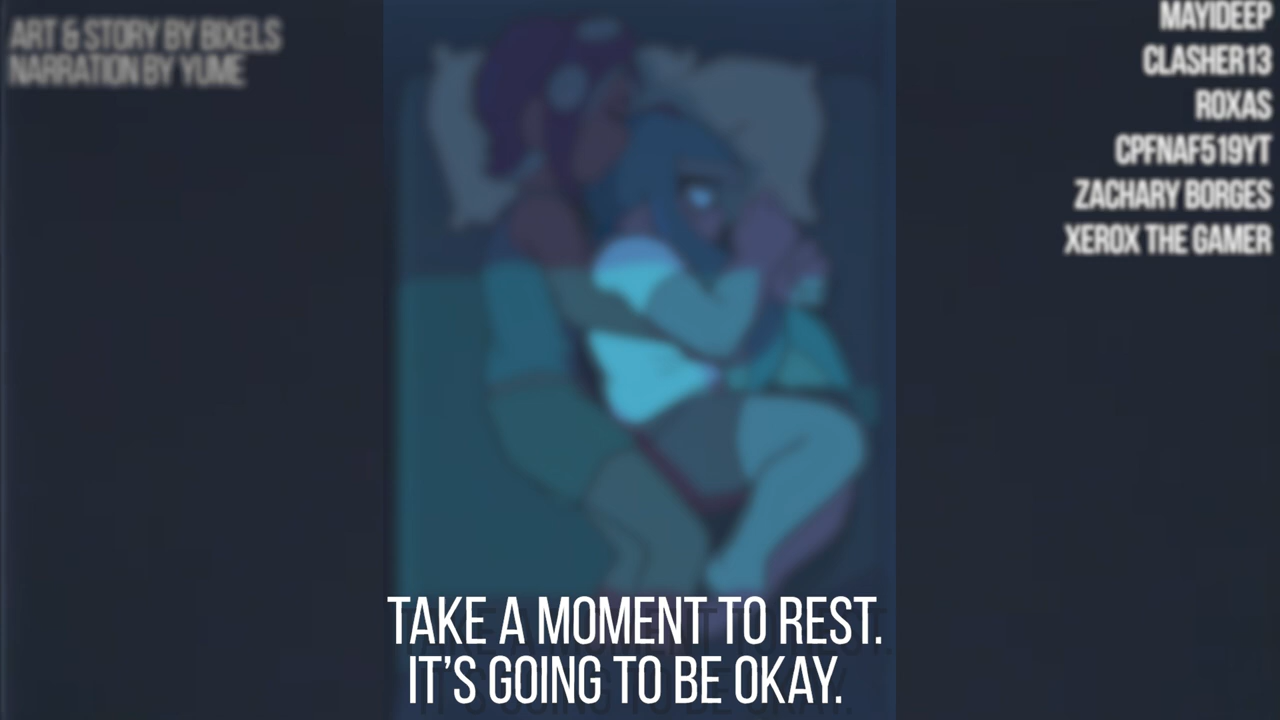 ART & STORY BY BIXELS
NARRATION BY YUME
MAYIDEEP
CLASHER13
ROXAS
CPFNAF519YT
ZACHARY BORGES
XEROX THE GAMER
TAKE A MOMENT TO REST.
IT'S GOING TO BE OKAY.